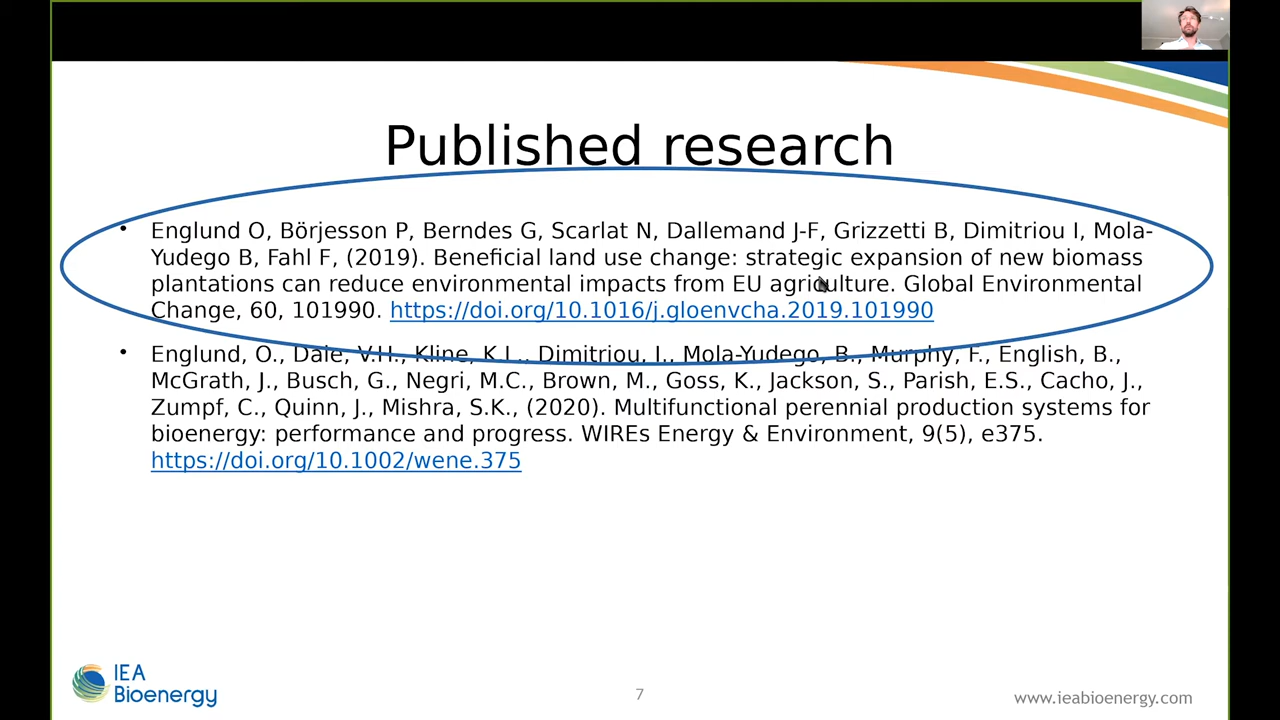 Published research
• Englund O, Börjesson P, Berndes G, Scarlat N, Dallemand J-F, Grizzetti B, Dimitriou I, Mola-
Yudego B, Fahl F, (2019). Beneficial land use change: strategic expansion of new biomass
plantations can reduce environmental impacts from EU agriculture. Global Environmental
Change, 60, 101990. https://doi.org/10.1016/j.gloenvcha.2019.101990
• Englund, O., Dale, V.H., Kline, K.L., Dimitriou, I., Mola-Yudego, B., Murphy, F., English, B.,
McGrath, J., Busch, G., Negri, M.C., Brown, M., Goss, K., Jackson, S., Parish, E.S., Cacho, J.,
Zumpf, C., Quinn, J., Mishra, S.K., (2020). Multifunctional perennial production systems for
bioenergy: performance and progress. WIREs Energy & Environment, 9(5), e375.
https://doi.org/10.1002/wene.375
IEA
Bioenergy
7
www.ieabioenergy.com